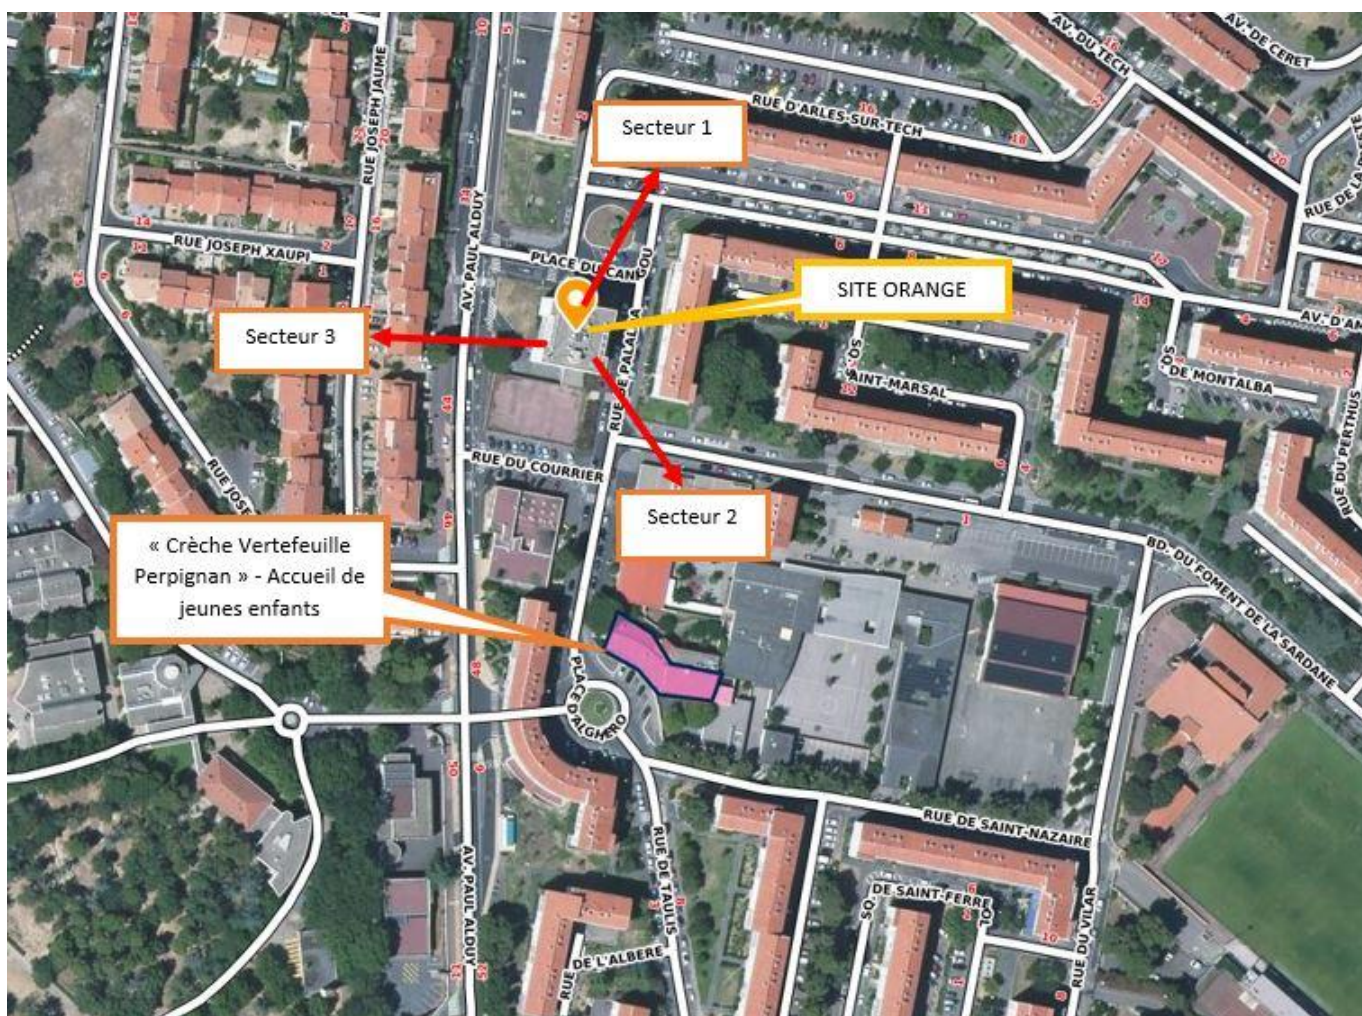 AV. DE CERET
AV. DU TECH
RUE D'ARLES-SUR-TECH
RUE JOSEPH JAUME
Secteur 1
AV. PAUL ALDUY
RUE JOSEPH XAUPI
PLACE DU CANIGOU
SITE ORANGE
Secteur 3
RUE DE PALALDA
SQ. SAINT-MARSAL
SQ. DE MONTALBA
RUE DU PERTHUS
RUE DU COURRIER
Secteur 2
« Crèche Vertefeuille
Perpignan » - Accueil de
jeunes enfants
BD. DU FOMENT DE LA SARDANE
PLACE D'ALGHERO
RUE DE SAINT-NAZAIRE
RUE DE TAULIS
AV. PAUL ALDUY
SQ. DE SAINT-FERREOL
RUE DU VILAR
RUE DE L'ALBERE